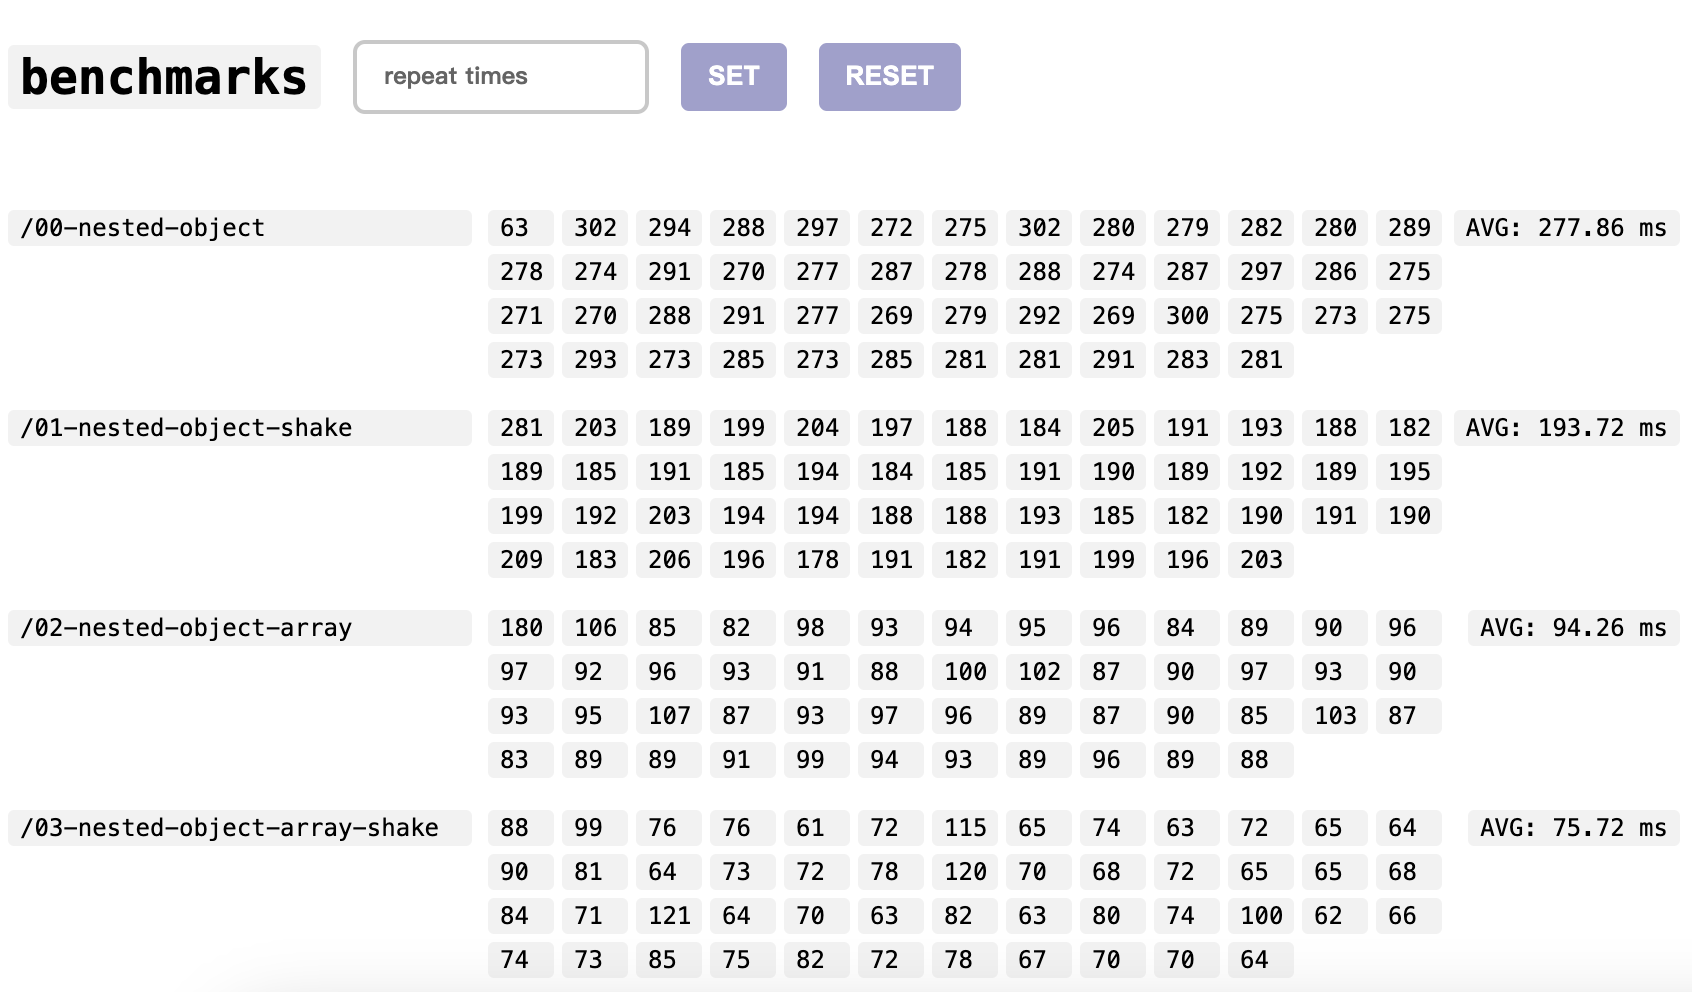 benchmarks repeat times SET RESET
/00-nested-object 63 302 294 288 297 272 275 302 280 279 282 280 289 AVG: 277.86 ms
278 274 291 270 277 287 278 288 274 287 297 286 275
271 270 288 291 277 269 279 292 269 300 275 273 275
273 293 273 285 273 285 281 281 291 283 281
/01-nested-object-shake 281 203 189 199 204 197 188 184 205 191 193 188 182 AVG: 193.72 ms
189 185 191 185 194 184 185 191 190 189 192 189 195
199 192 203 194 194 188 188 193 185 182 190 191 190
209 183 206 196 178 191 182 191 199 196 203
/02-nested-object-array 180 106 85 82 98 93 94 95 96 84 89 90 96 AVG: 94.26 ms
97 92 96 93 91 88 100 102 87 90 97 93 90
93 95 107 87 93 97 96 89 87 90 85 103 87
83 89 89 91 99 94 93 89 96 89 88
/03-nested-object-array-shake 88 99 76 76 61 72 115 65 74 63 72 65 64 AVG: 75.72 ms
90 81 64 73 72 78 120 70 68 72 65 65 68
84 71 121 64 70 63 82 63 80 74 100 62 66
74 73 85 75 82 72 78 67 70 70 64